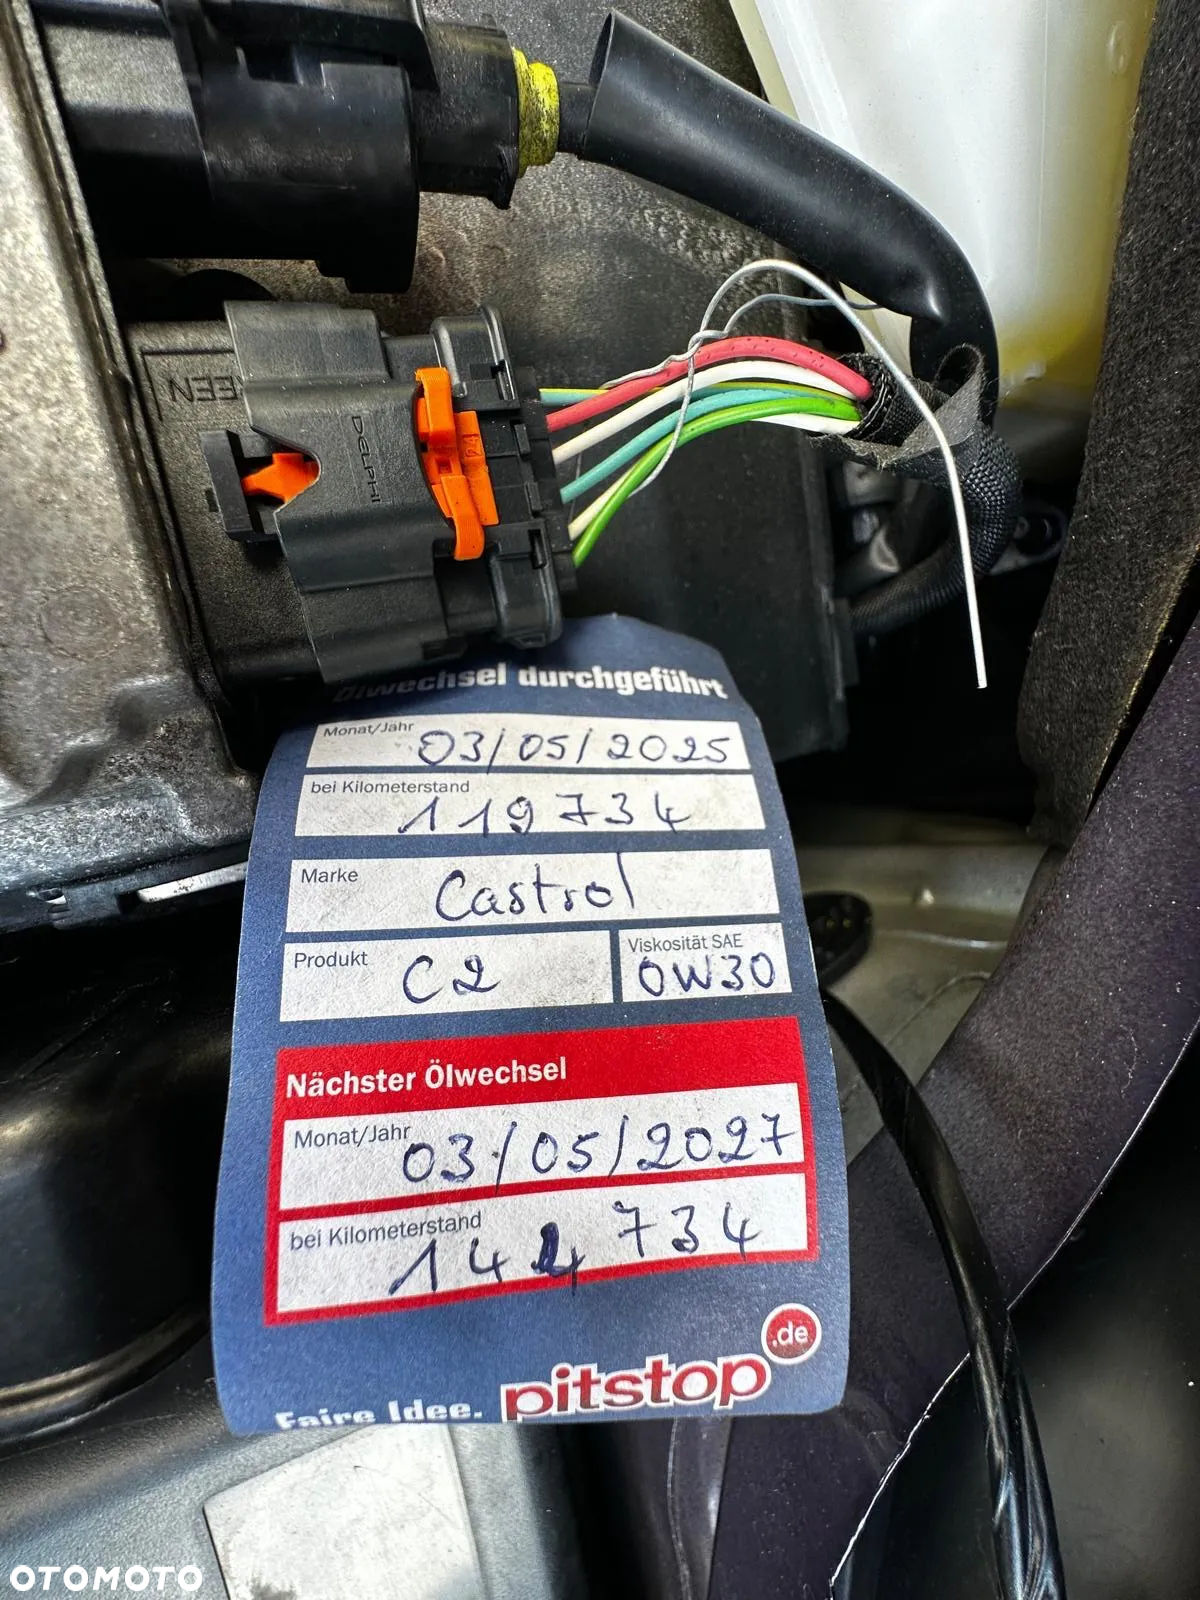 DELPHI
Ölwechsel durchgeführt
Monat/Jahr 03/05/2025
bei Kilometerstand
119734
Marke Castrol
Produkt C2
Viskosität SAE
0W30
Nächster Ölwechsel
Monat/Jahr 03/05/2027
bei Kilometerstand
144734
Faire Idee. pitstop .de
OTOMOTO